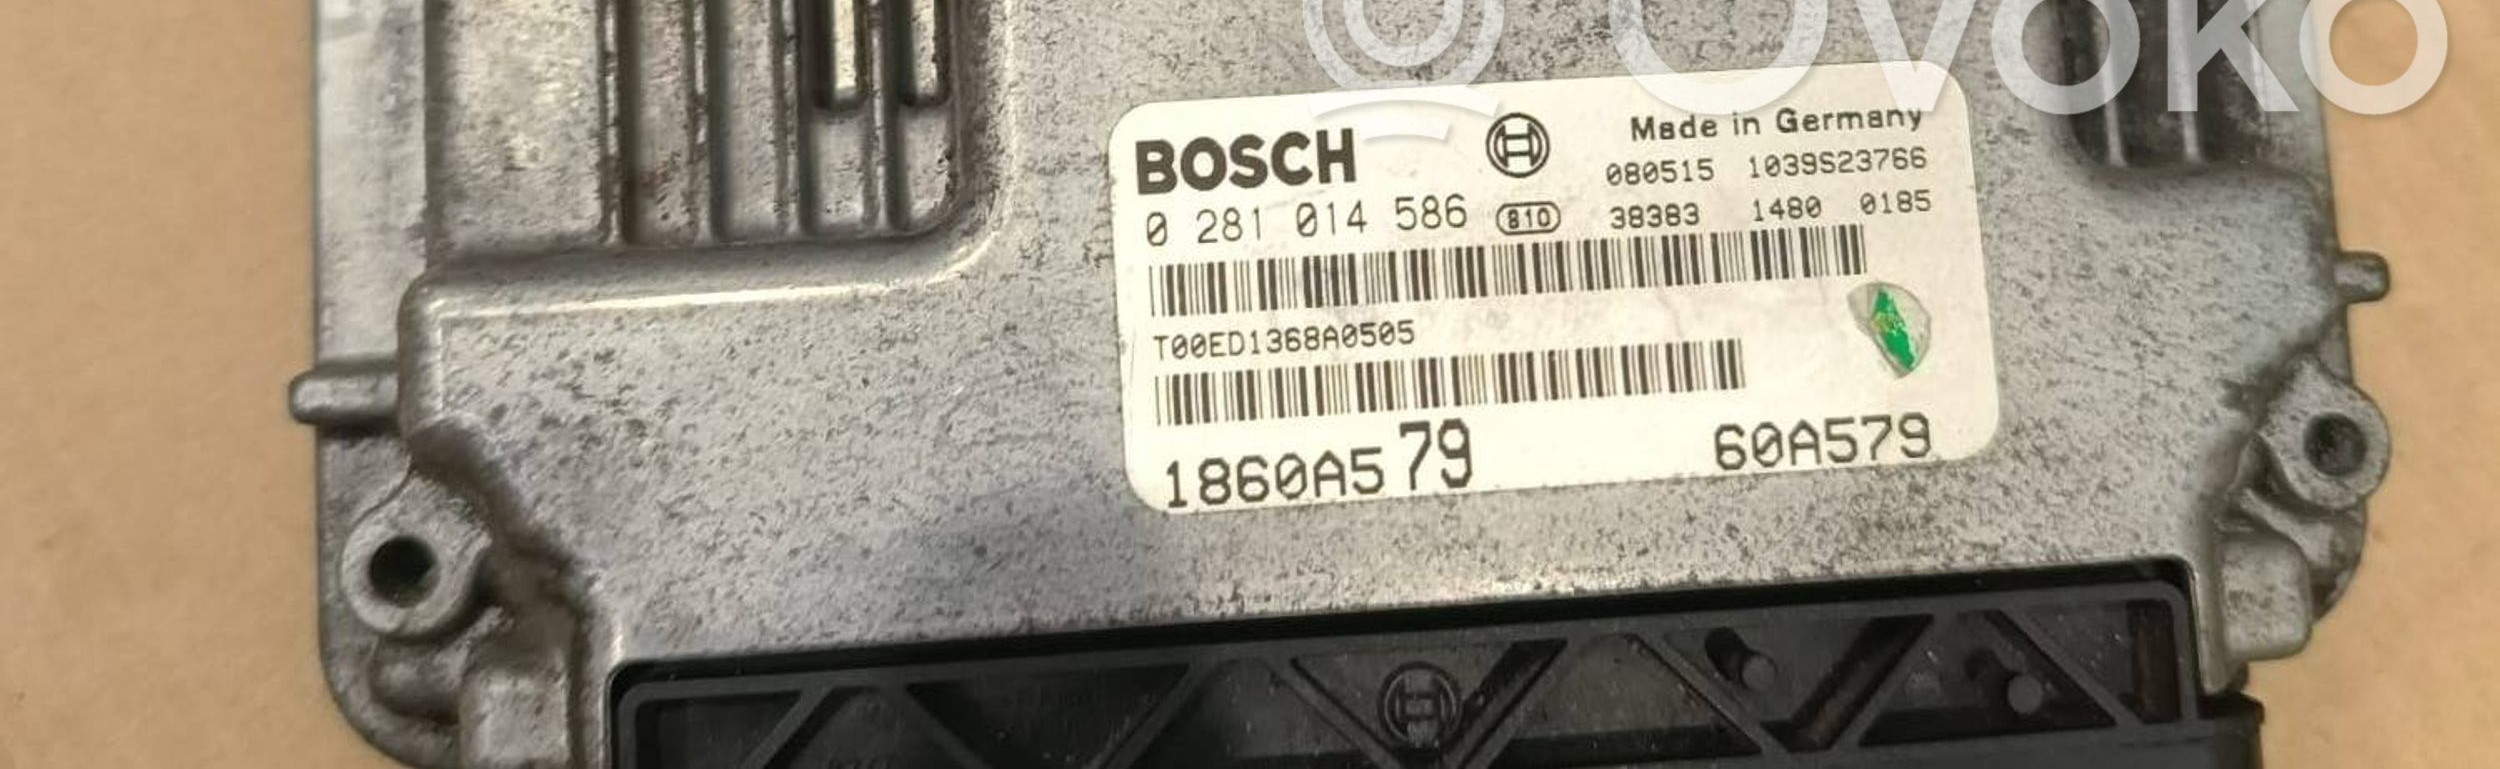 Ovoko
BOSCH
Made in Germany
080515 1039S23766
0 281 014 586 810 38383 1480 0185
T00ED1368A0505
1860A579 60A579